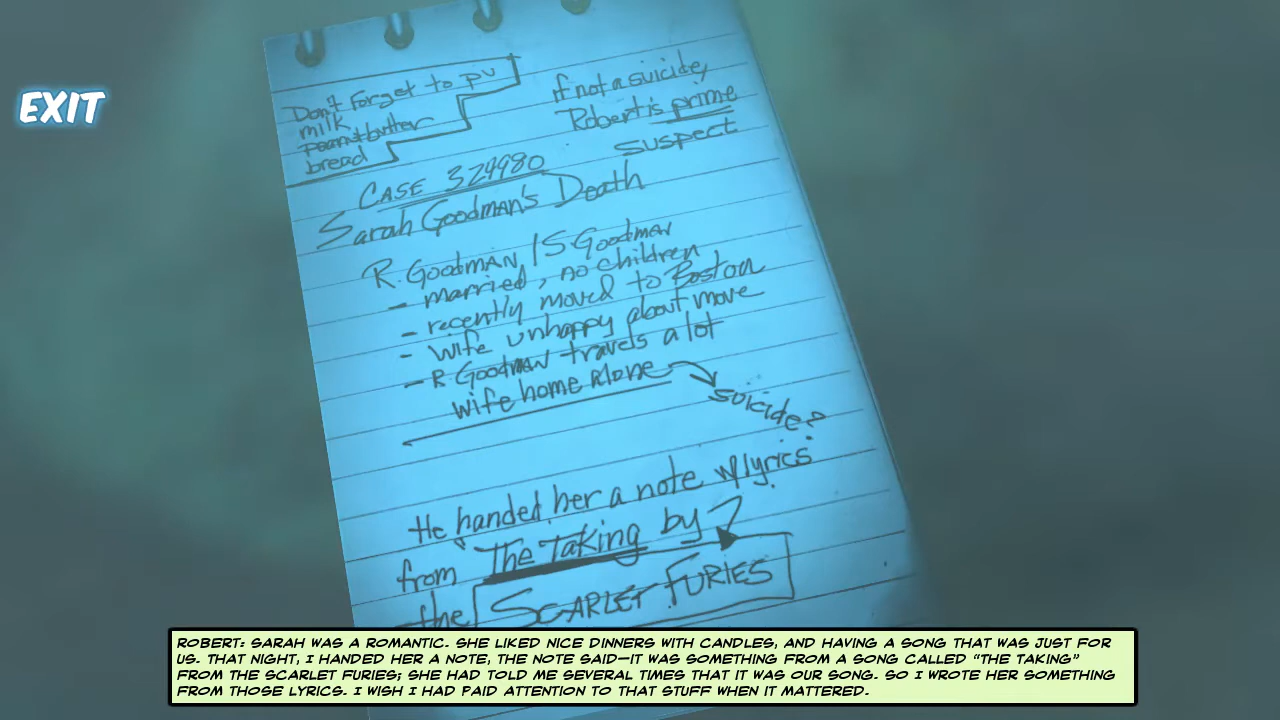 EXIT
Don't forget to pu
milk
peanutbutter
bread
if not a suicide,
Robert is prime
suspect
CASE 324980
Sarah Goodman's Death
R. Goodman / S Goodman
- married, no children
- recently moved to Boston
- wife unhappy about move
- R. Goodman travels a lot
wife home alone
suicide?
He handed her a note w/lyrics
from "The Taking by ?
the SCARLET FURIES
ROBERT: SARAH WAS A ROMANTIC. SHE LIKED NICE DINNERS WITH CANDLES, AND HAVING A SONG THAT WAS JUST FOR
US. THAT NIGHT, I HANDED HER A NOTE, THE NOTE SAID—IT WAS SOMETHING FROM A SONG CALLED "THE TAKING"
FROM THE SCARLET FURIES; SHE HAD TOLD ME SEVERAL TIMES THAT IT WAS OUR SONG. SO I WROTE HER SOMETHING
FROM THOSE LYRICS. I WISH I HAD PAID ATTENTION TO THAT STUFF WHEN IT MATTERED.